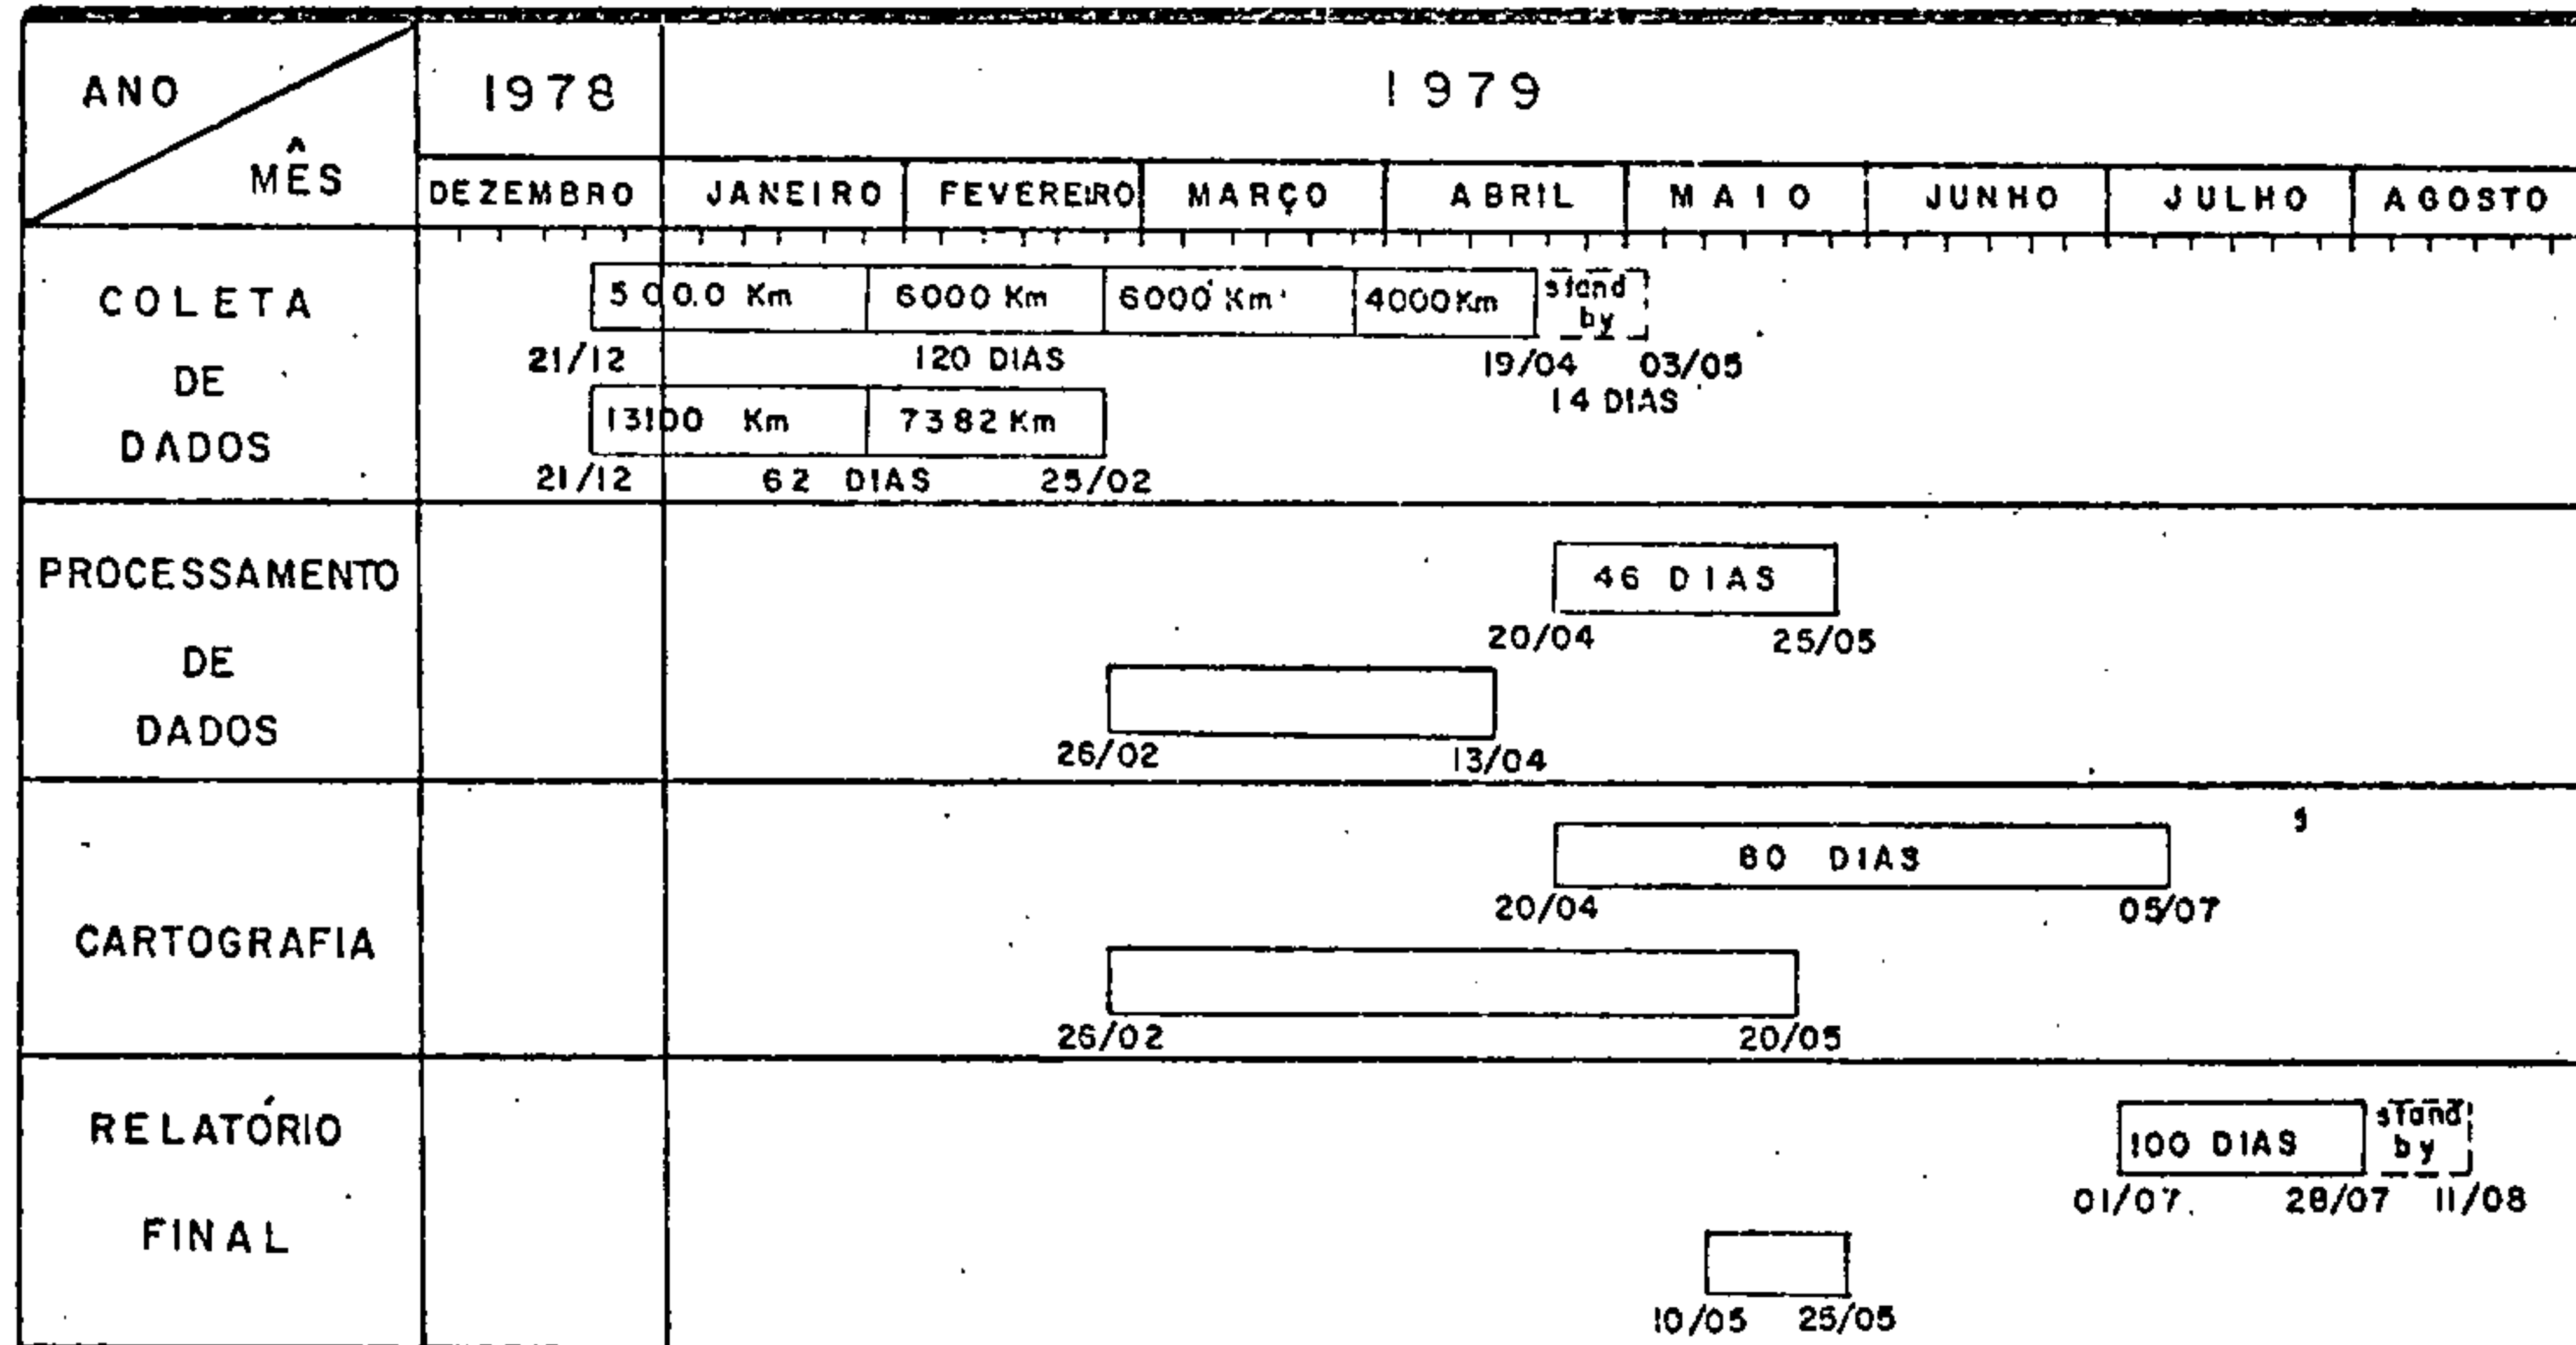 ANO
MÊS
1978
1979
DEZEMBRO JANEIRO FEVEREIRO MARÇO ABRIL MAIO JUNHO JULHO AGOSTO
COLETA
DE
DADOS
5000 Km 6000 Km 6000 Km 4000 Km stand
by
21/12 120 DIAS 19/04 03/05
14 DIAS
13100 Km 7382 Km
21/12 62 DIAS 25/02
PROCESSAMENTO
DE
DADOS
46 DIAS
20/04 25/05
26/02 13/04
CARTOGRAFIA
80 DIAS
20/04 05/07
26/02 20/05
RELATÓRIO
FINAL
100 DIAS stand
by
01/07 28/07 11/08
10/05 25/05